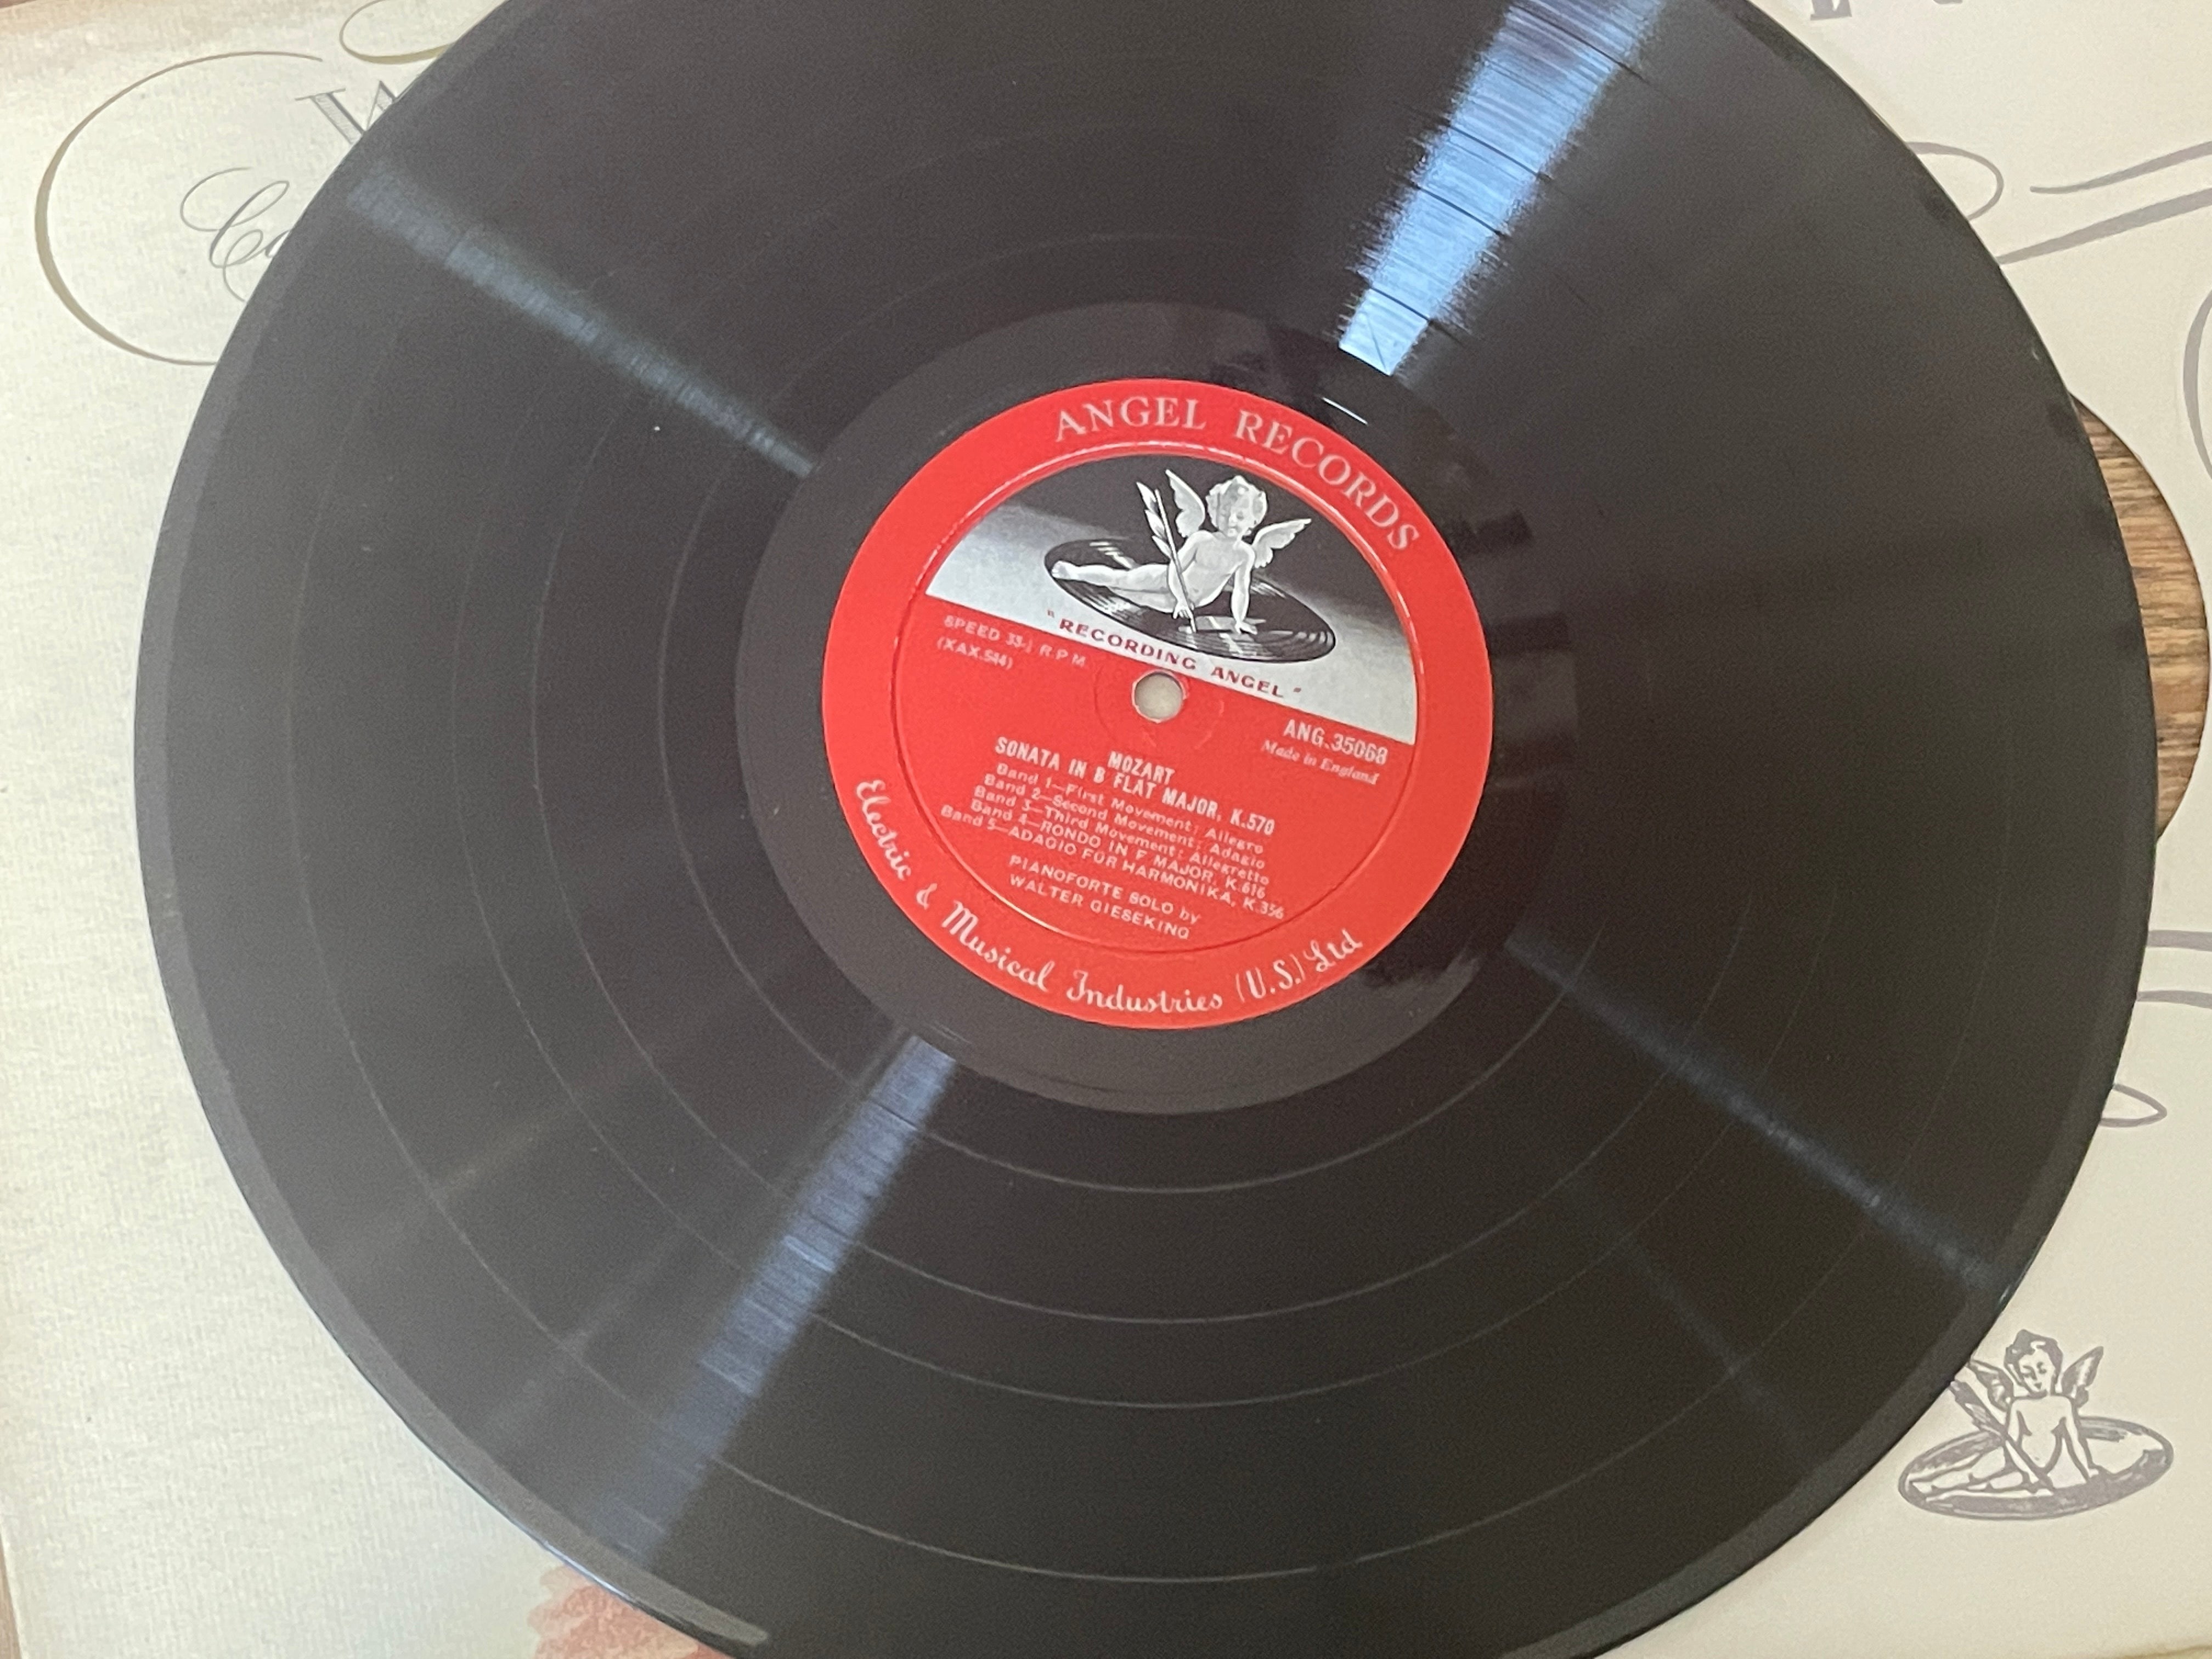 ANGEL RECORDS
"RECORDING ANGEL"
SPEED 33⅓ R.P.M.
(XAX.544)
ANG.35068
Made in England
MOZART
SONATA IN B FLAT MAJOR, K.570
Band 1—First Movement: Allegro
Band 2—Second Movement: Adagio
Band 3—Third Movement: Allegretto
Band 4—RONDO IN F MAJOR, K.616
Band 5—ADAGIO FÜR HARMONIKA, K.356
PIANOFORTE SOLO by
WALTER GIESEKING
Electric & Musical Industries (U.S.) Ltd